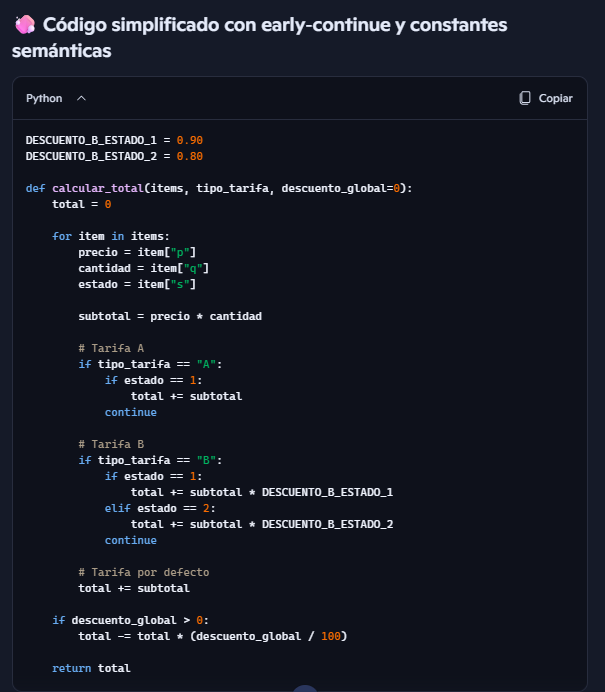 Código simplificado con early-continue y constantes
semánticas
Python
Copiar
DESCUENTO_B_ESTADO_1 = 0.90
DESCUENTO_B_ESTADO_2 = 0.80
def calcular_total(items, tipo_tarifa, descuento_global=0):
    total = 0
    for item in items:
        precio = item["p"]
        cantidad = item["q"]
        estado = item["s"]
        subtotal = precio * cantidad
        # Tarifa A
        if tipo_tarifa == "A":
            if estado == 1:
                total += subtotal
            continue
        # Tarifa B
        if tipo_tarifa == "B":
            if estado == 1:
                total += subtotal * DESCUENTO_B_ESTADO_1
            elif estado == 2:
                total += subtotal * DESCUENTO_B_ESTADO_2
            continue
        # Tarifa por defecto
        total += subtotal
    if descuento_global > 0:
        total -= total * (descuento_global / 100)
    return total